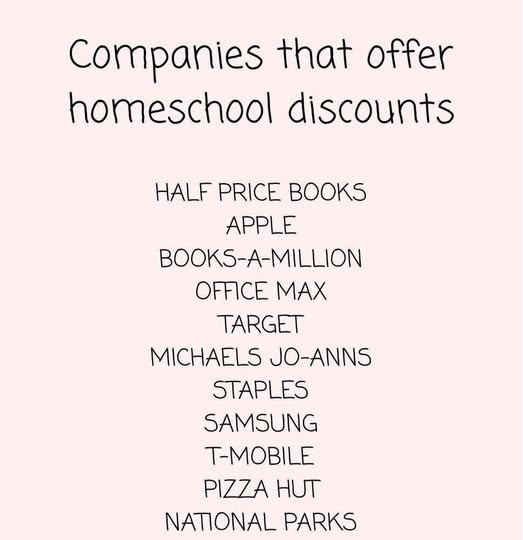 Companies that offer
homeschool discounts
HALF PRICE BOOKS
APPLE
BOOKS-A-MILLION
OFFICE MAX
TARGET
MICHAELS JO-ANNS
STAPLES
SAMSUNG
T-MOBILE
PIZZA HUT
NATIONAL PARKS